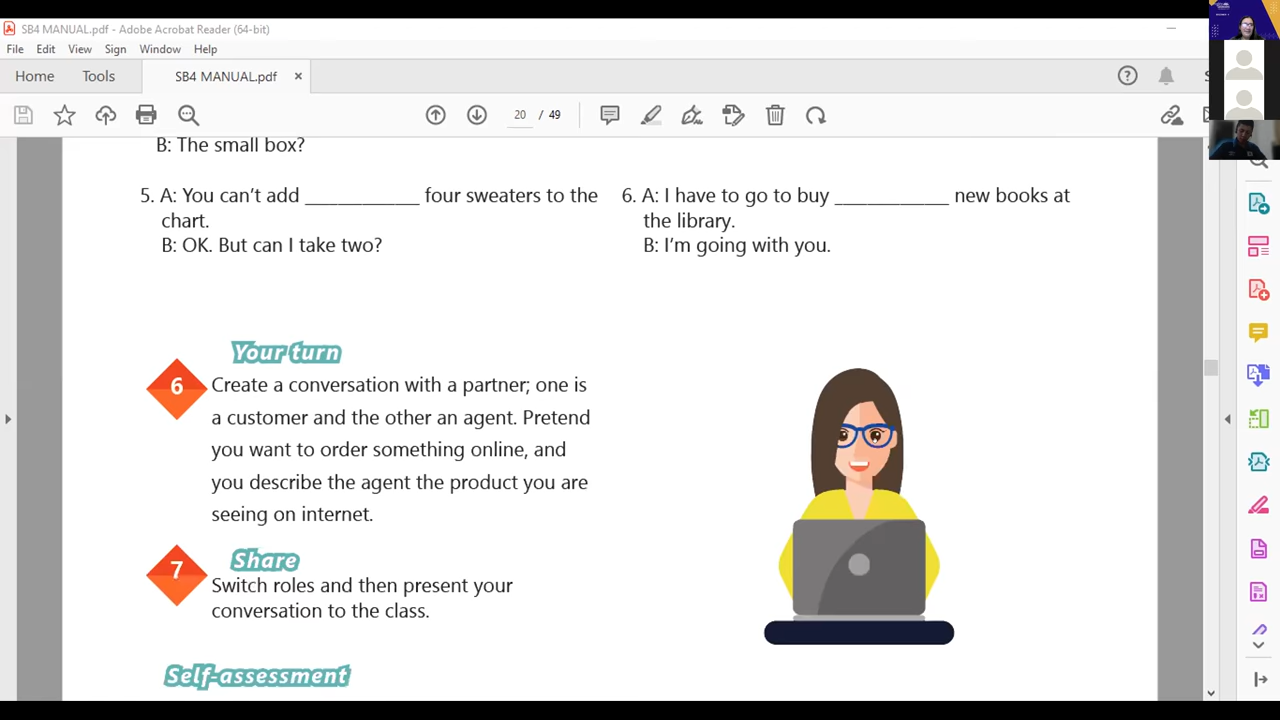 SB4 MANUAL.pdf - Adobe Acrobat Reader (64-bit)
File Edit View Sign Window Help
Home Tools SB4 MANUAL.pdf ×
20 / 49
B: The small box?
5. A: You can't add ____________ four sweaters to the
chart.
B: OK. But can I take two?
6. A: I have to go to buy ____________ new books at
the library.
B: I'm going with you.
Your turn
6
Create a conversation with a partner; one is
a customer and the other an agent. Pretend
you want to order something online, and
you describe the agent the product you are
seeing on internet.
7
Share
Switch roles and then present your
conversation to the class.
Self-assessment